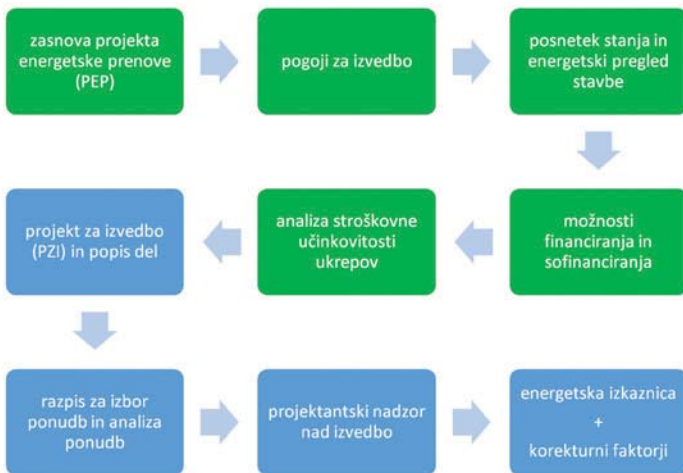 zasnova projekta
energetske prenove
(PEP)
pogoji za izvedbo
posnetek stanja in
energetski pregled
stavbe
možnosti
financiranja in
sofinanciranja
analiza stroškovne
učinkovitosti
ukrepov
projekt za izvedbo
(PZI) in popis del
razpis za izbor
ponudb in analiza
ponudb
projektantski nadzor
nad izvedbo
energetska izkaznica
+
korekturni faktorji